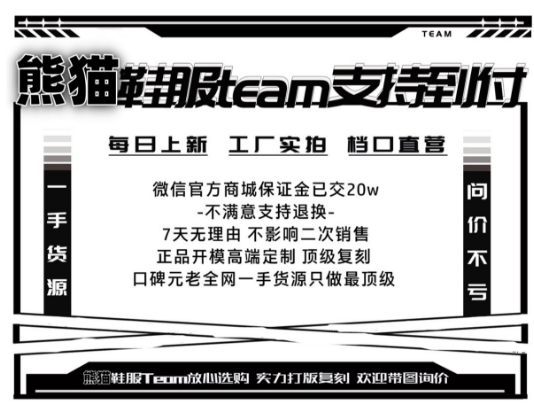 TEAM
熊猫鞋服team支持到付
每日上新 工厂实拍 档口直营
一手货源
问价不亏
微信官方商城保证金已交20w
-不满意支持退换-
7天无理由 不影响二次销售
正品开模高端定制 顶级复刻
口碑元老全网一手货源只做最顶级
熊猫鞋服Team放心选购 实力打版复刻 欢迎带图询价